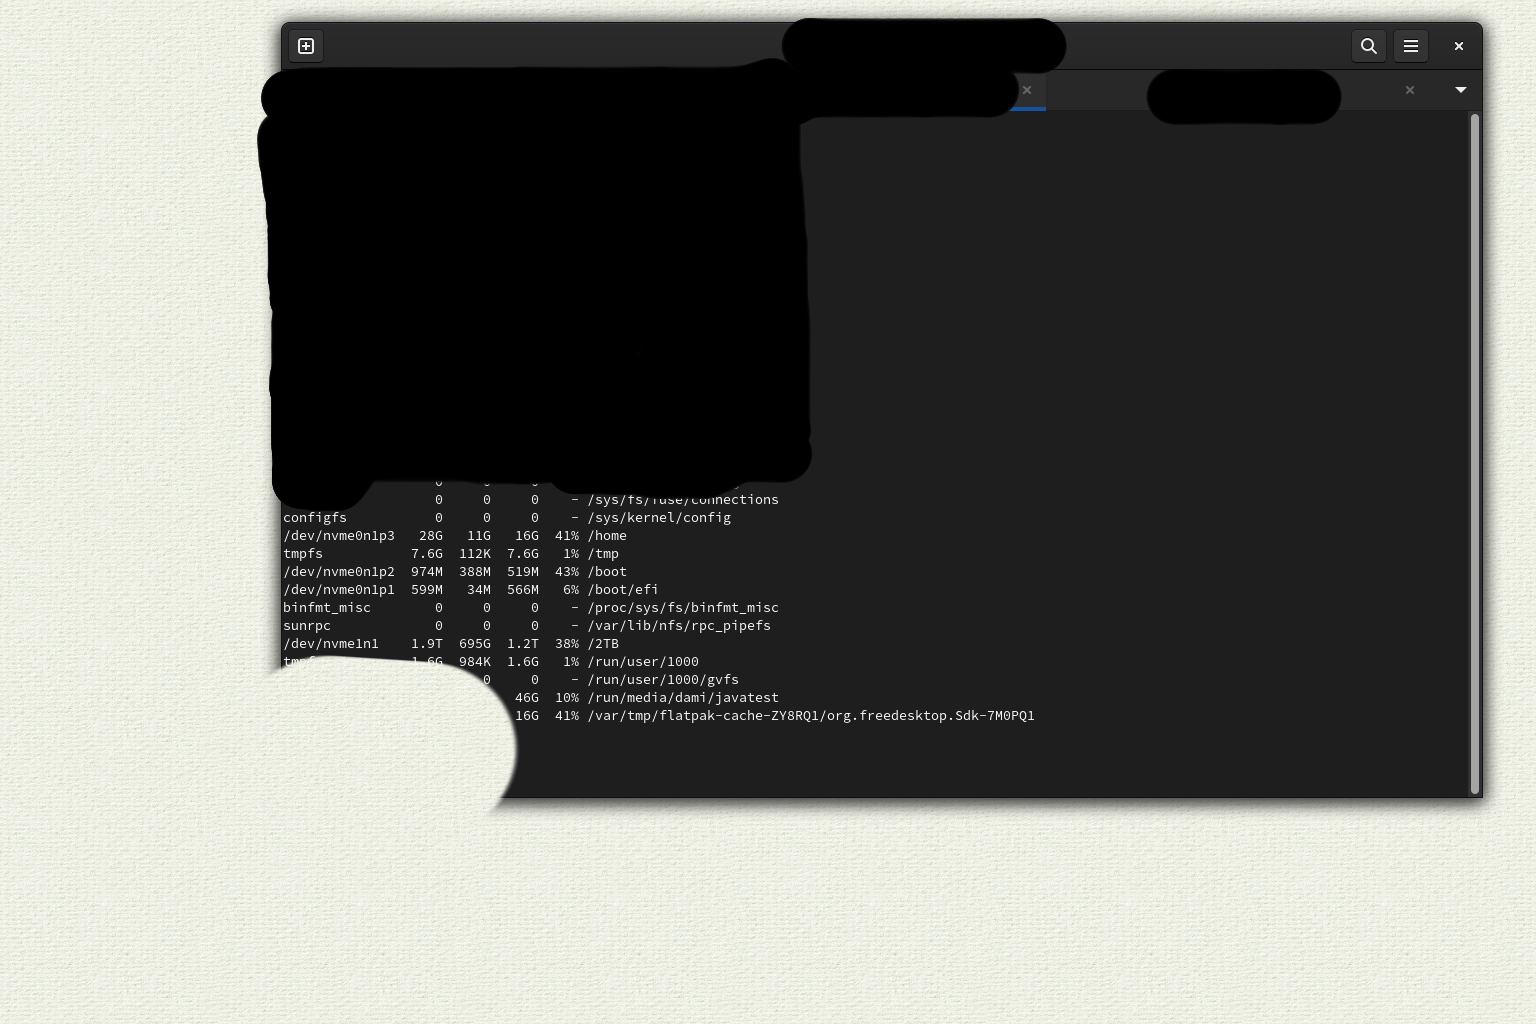 0 0 0
0 0 0 - /sys/fs/fuse/connections
configfs 0 0 0 - /sys/kernel/config
/dev/nvme0n1p3 28G 11G 16G 41% /home
tmpfs 7.6G 112K 7.6G 1% /tmp
/dev/nvme0n1p2 974M 388M 519M 43% /boot
/dev/nvme0n1p1 599M 34M 566M 6% /boot/efi
binfmt_misc 0 0 0 - /proc/sys/fs/binfmt_misc
sunrpc 0 0 0 - /var/lib/nfs/rpc_pipefs
/dev/nvme1n1 1.9T 695G 1.2T 38% /2TB
tmpfs 1.6G 984K 1.6G 1% /run/user/1000
0 0 - /run/user/1000/gvfs
46G 10% /run/media/dami/javatest
16G 41% /var/tmp/flatpak-cache-ZY8RQ1/org.freedesktop.Sdk-7M0PQ1